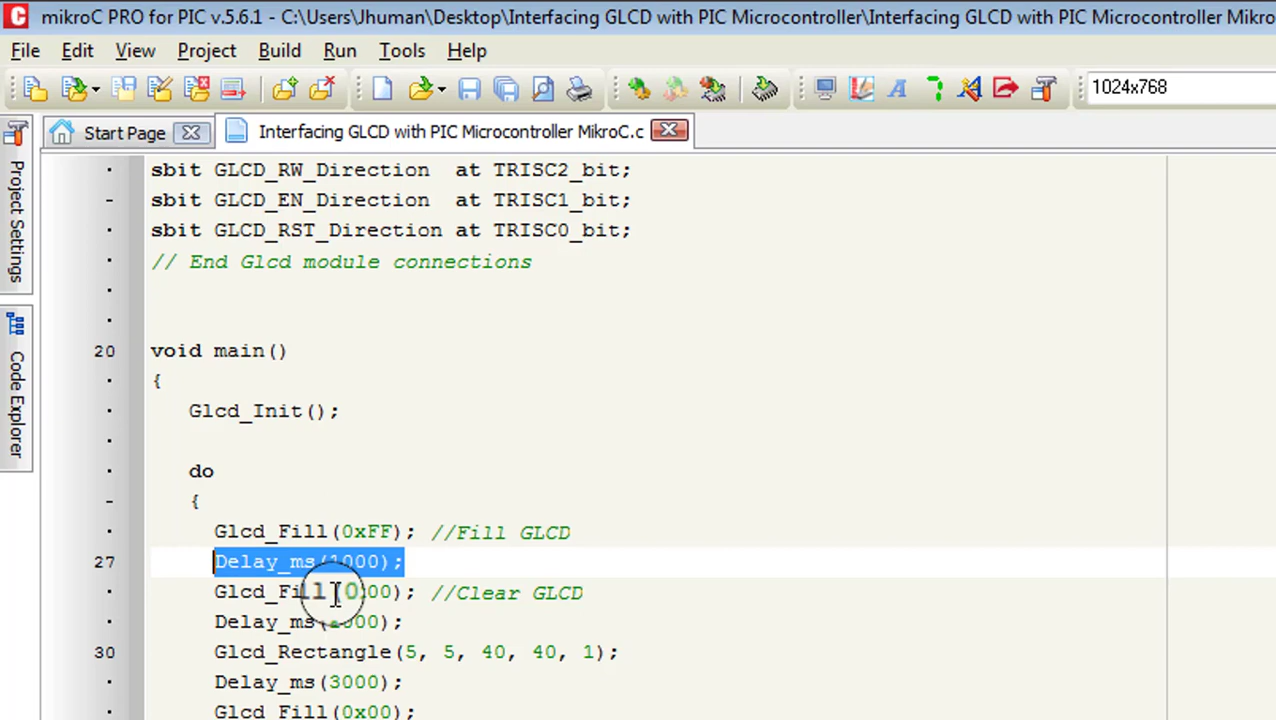 mikroC PRO for PIC v.5.6.1 - C:\Users\Jhuman\Desktop\Interfacing GLCD with PIC Microcontroller\Interfacing GLCD with PIC Microcontroller Mikro
File Edit View Project Build Run Tools Help
1024x768
Start Page Interfacing GLCD with PIC Microcontroller MikroC.c
Project Settings
Code Explorer
sbit GLCD_RW_Direction at TRISC2_bit;
sbit GLCD_EN_Direction at TRISC1_bit;
sbit GLCD_RST_Direction at TRISC0_bit;
// End Glcd module connections
20 void main()
{
Glcd_Init();
do
{
Glcd_Fill(0xFF); //Fill GLCD
27 Delay_ms(1000);
Glcd_Fill(0x00); //Clear GLCD
Delay_ms(1000);
30 Glcd_Rectangle(5, 5, 40, 40, 1);
Delay_ms(3000);
Glcd_Fill(0x00);